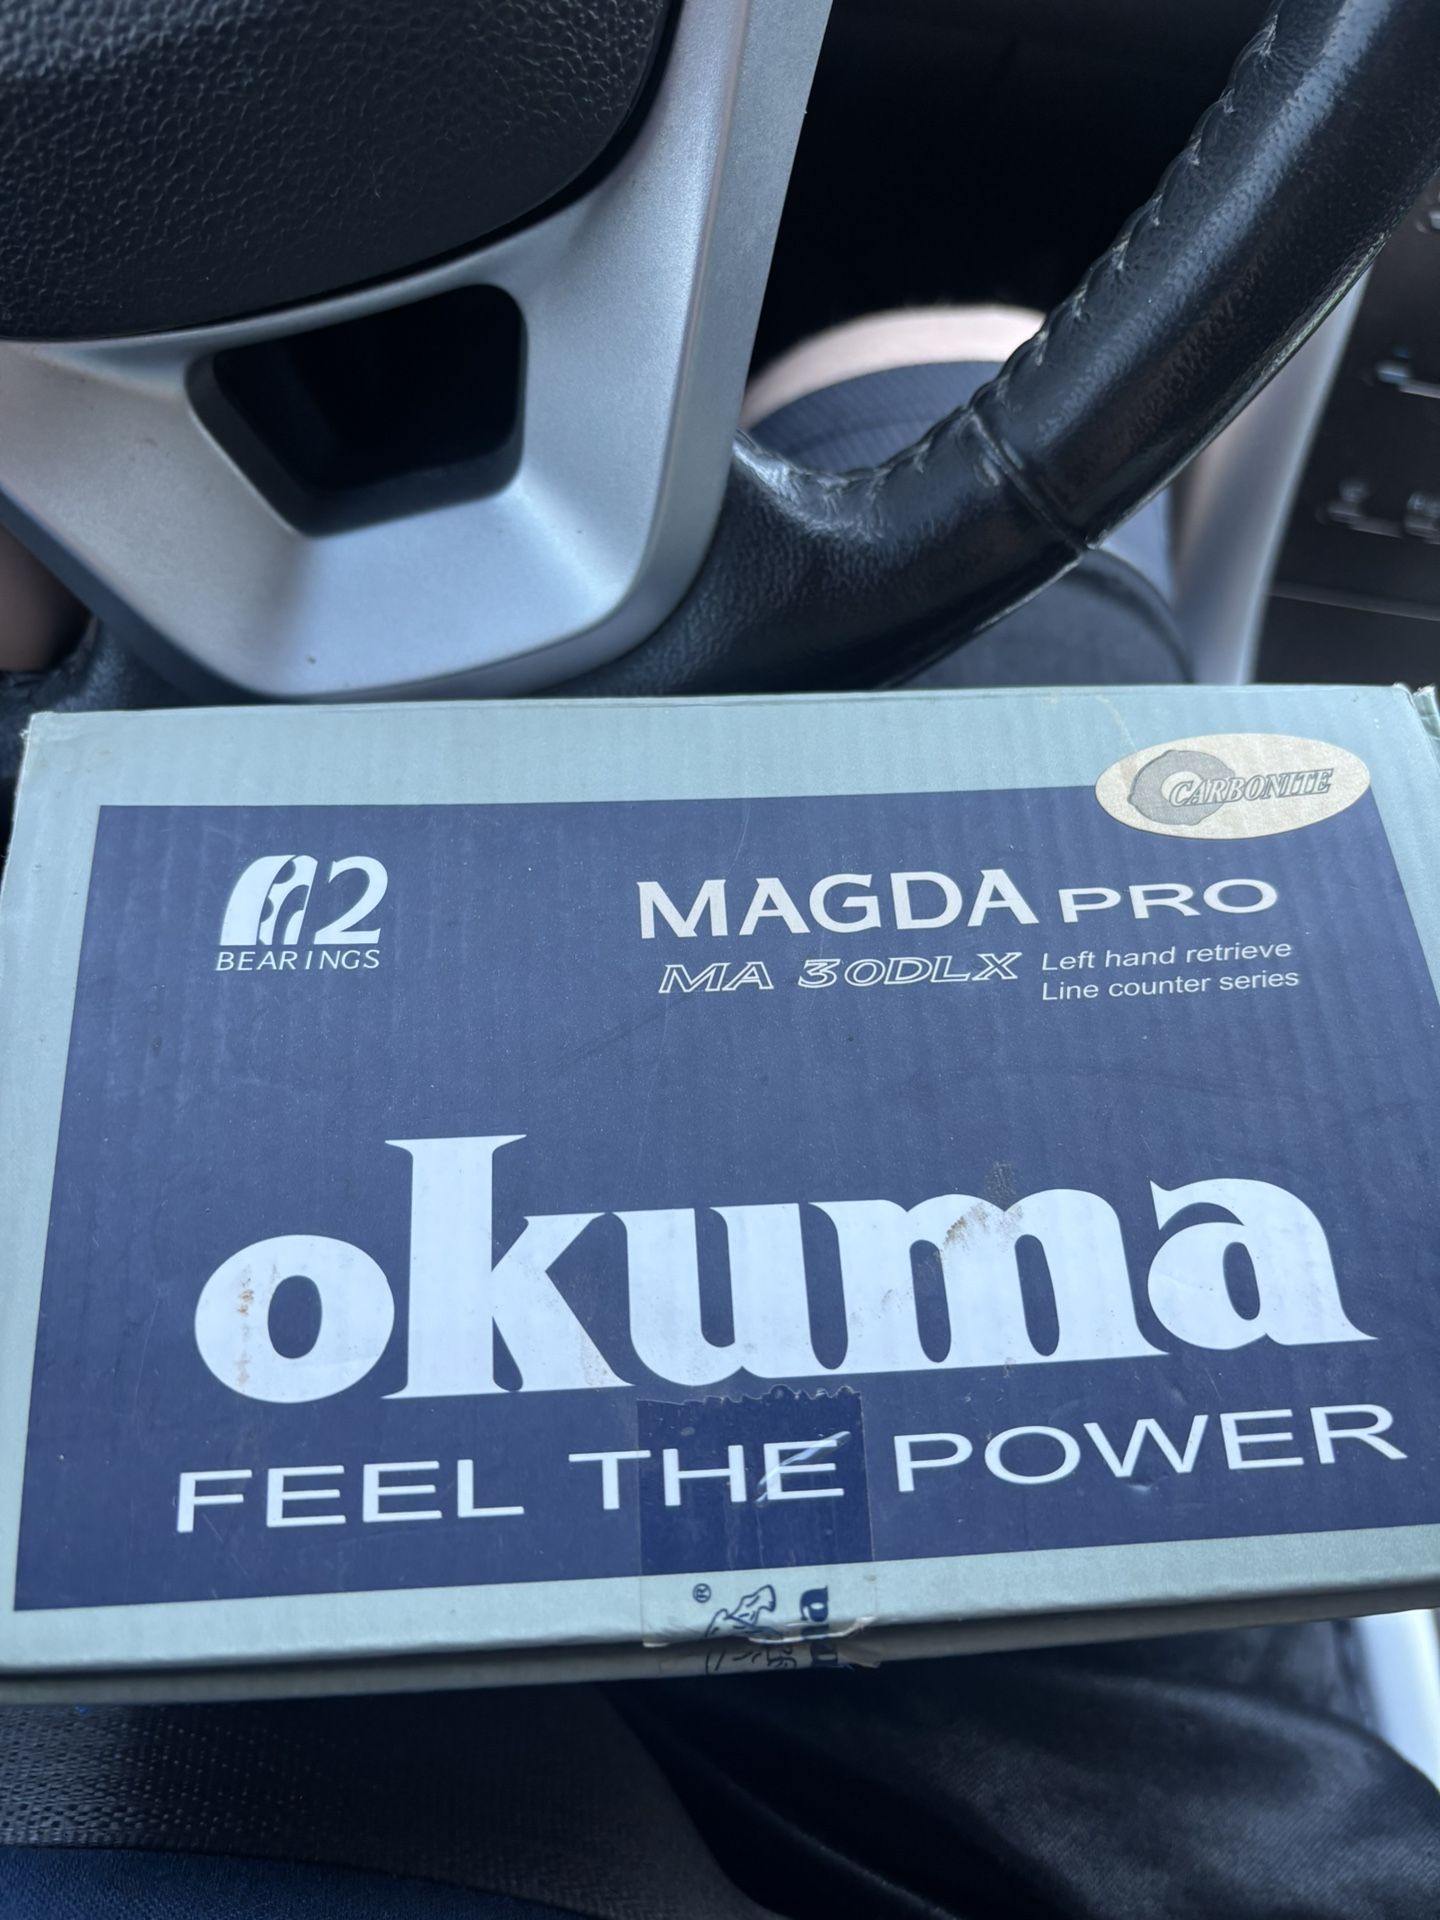 CARBONITE
2
BEARINGS
MAGDA PRO
MA 30DLX
Left hand retrieve
Line counter series
okuma
FEEL THE POWER
®